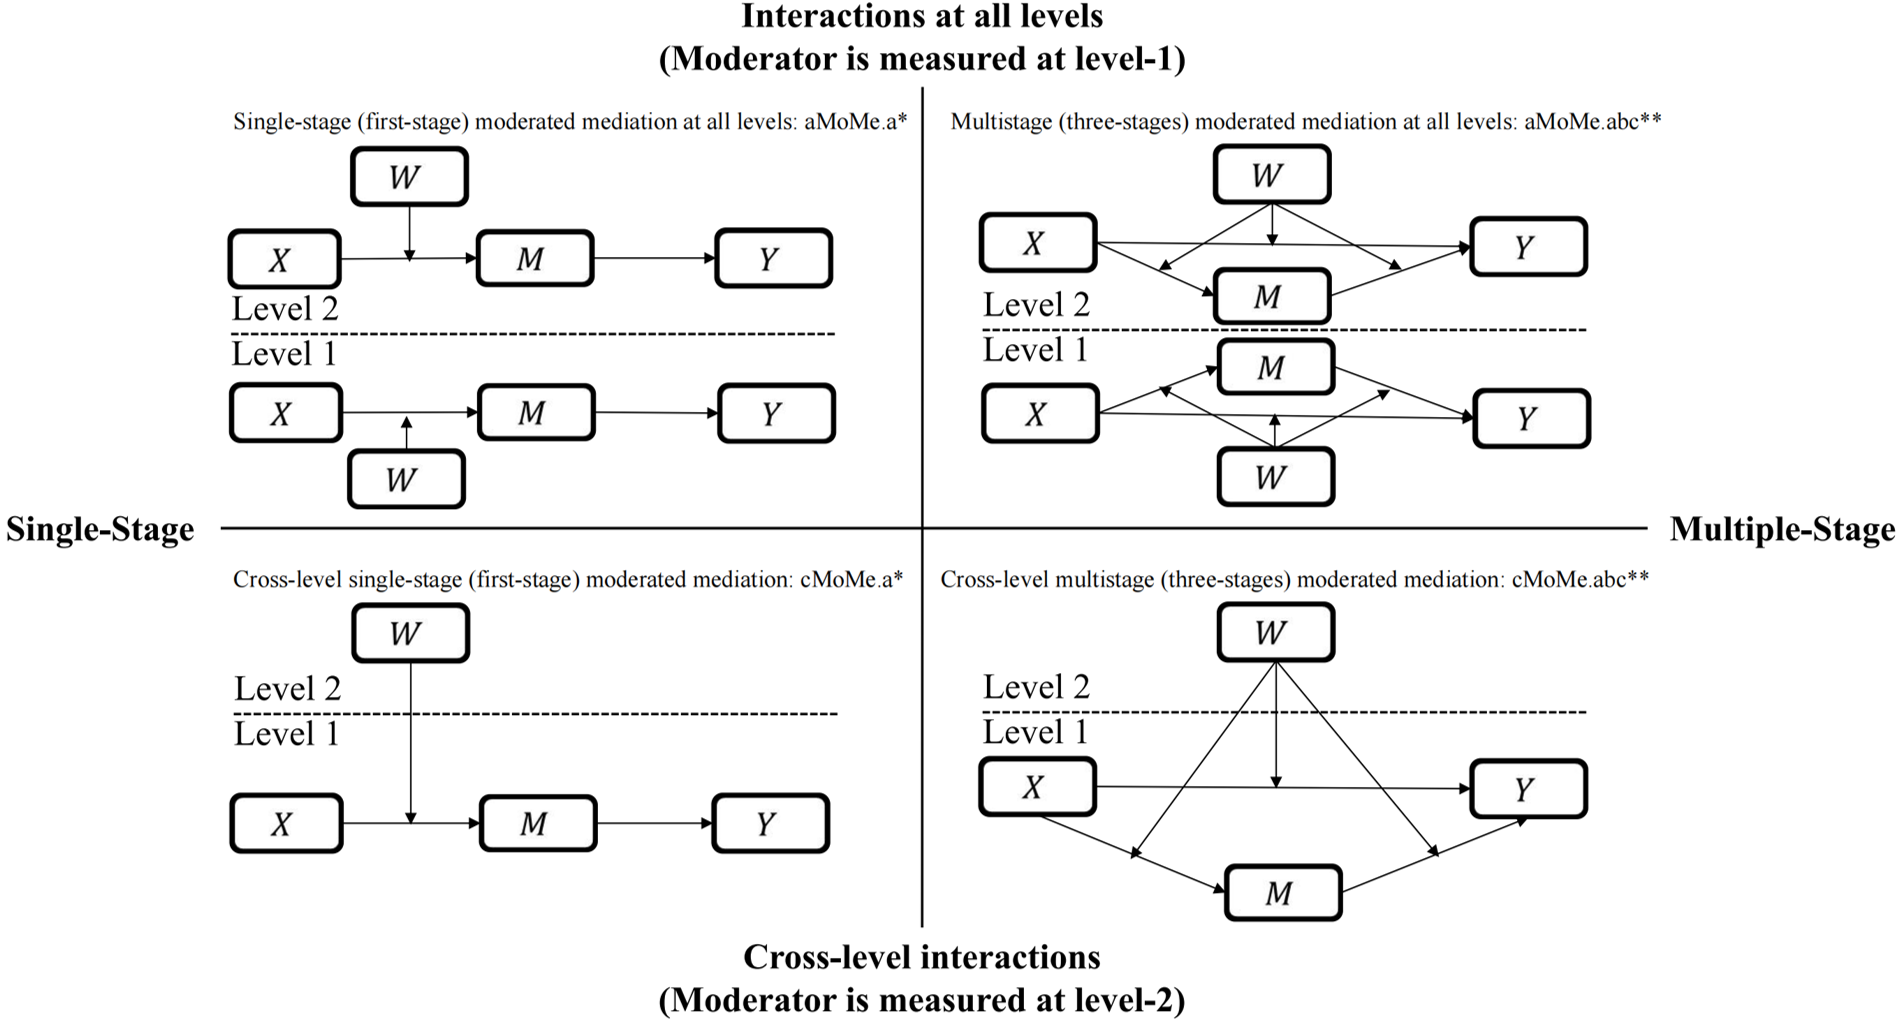 Interactions at all levels
(Moderator is measured at level-1)
Single-stage (first-stage) moderated mediation at all levels: aMoMe.a*
W
X
M
Y
Level 2
Level 1
X
M
Y
W
Multistage (three-stages) moderated mediation at all levels: aMoMe.abc**
W
X
Y
M
Level 2
Level 1
M
X
Y
W
Single-Stage
Multiple-Stage
Cross-level single-stage (first-stage) moderated mediation: cMoMe.a*
W
Level 2
Level 1
X
M
Y
Cross-level multistage (three-stages) moderated mediation: cMoMe.abc**
W
Level 2
Level 1
X
Y
M
Cross-level interactions
(Moderator is measured at level-2)